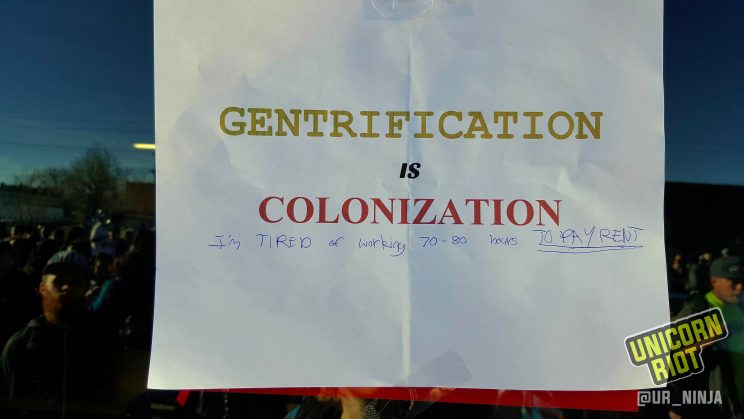 GENTRIFICATION
IS
COLONIZATION
I'm TIRED of working 70-80 hours TO PAY RENT
UNICORN
RIOT
@UR_NINJA